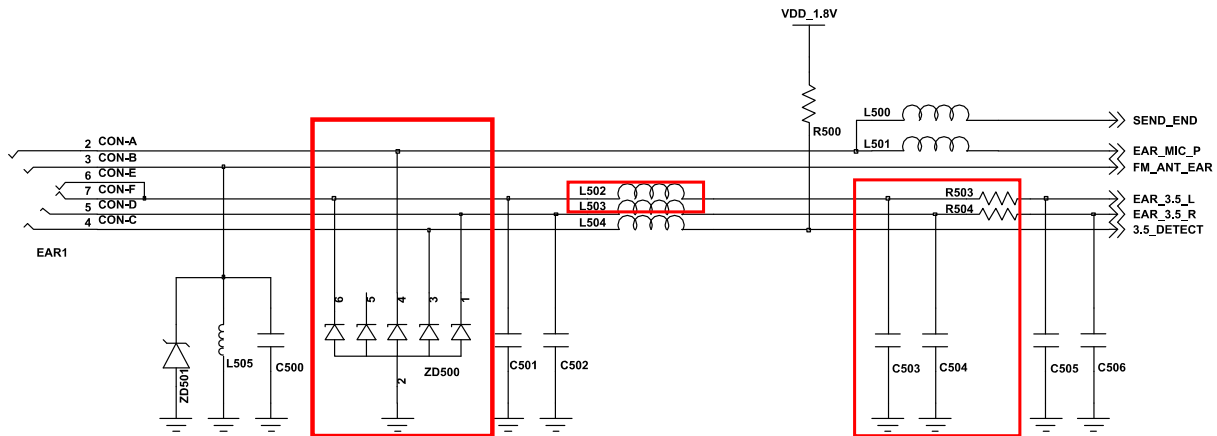 VDD_1.8V
R500
L500
SEND_END
2 CON-A
L501
EAR_MIC_P
3 CON-B
FM_ANT_EAR
6 CON-E
7 CON-F
L502
R503
EAR_3.5_L
5 CON-D
L503
R504
EAR_3.5_R
4 CON-C
L504
3.5_DETECT
EAR1
6
5
4
3
1
ZD501
L505
C500
2
ZD500
C501
C502
C503
C504
C505
C506